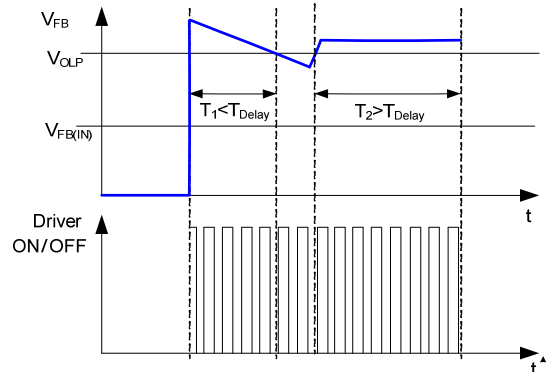 VFB
VOLP
T1<TDelay
T2>TDelay
VFB(IN)
t
Driver
ON/OFF
t